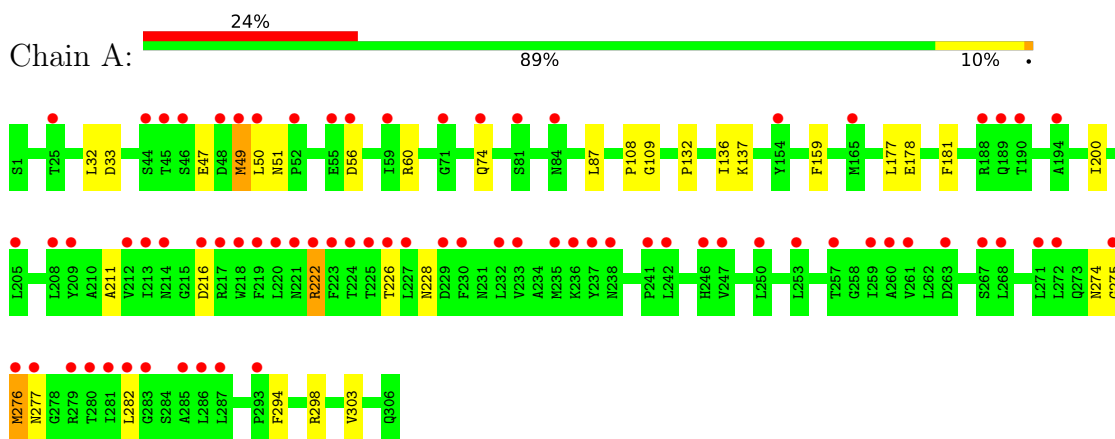 24%
Chain A:
89% 10% •
S1 T25 L32 D33 S44 T45 S46 E47 D48 M49 L50 N51 P52 E55 D56 I59 R60 G71 Q74 S81 N84 L87 P108 G109 P132 I136 K137 Y154 F159 M165 L177 E178 F181 R188 Q189 T190 A194 I200
L205 L208 Y209 A210 A211 V212 I213 N214 G215 D216 R217 W218 F219 L220 N221 R222 F223 T224 T225 T226 L227 N228 D229 F230 N231 L232 V233 A234 M235 K236 Y237 N238 P241 L242 H246 V247 L250 L253 T257 G258 I259 A260 V261 L262 D263 S267 L268 L271 L272 Q273 N274
M276 N277 G278 R279 T280 I281 L282 G283 S284 A285 L286 L287 P293 F294 R298 V303 Q306